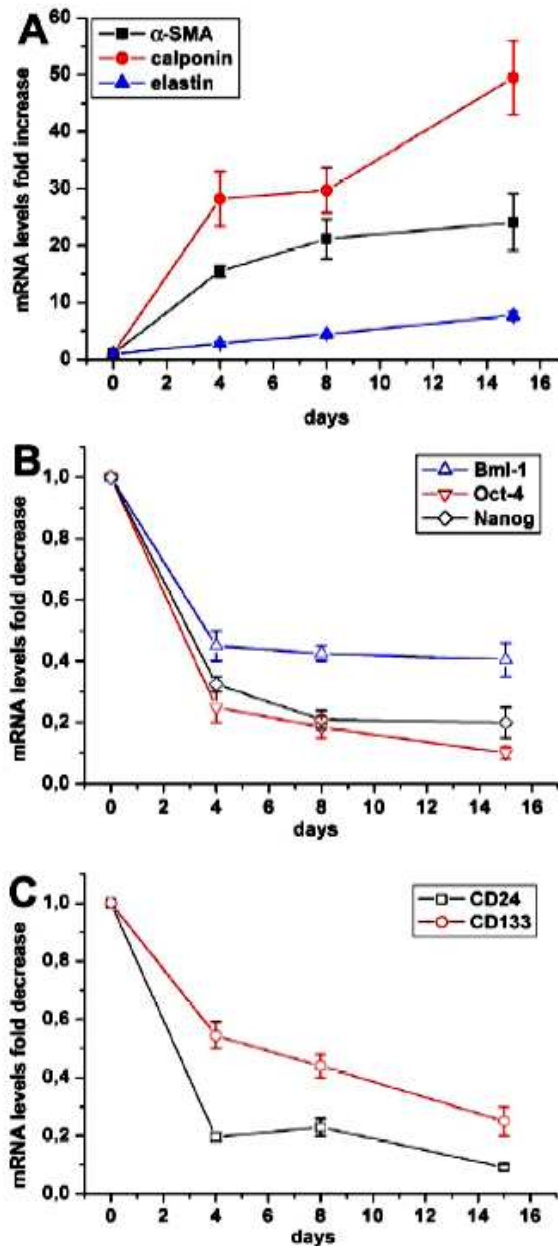 A
α-SMA
calponin
elastin
mRNA levels fold increase
60
50
40
30
20
10
0
0 2 4 6 8 10 12 14 16
days
B
Bml-1
Oct-4
Nanog
mRNA levels fold decrease
1,0
0,8
0,6
0,4
0,2
0,0
0 2 4 6 8 10 12 14 16
days
C
CD24
CD133
mRNA levels fold decrease
1,0
0,8
0,6
0,4
0,2
0,0
0 2 4 6 8 10 12 14 16
days